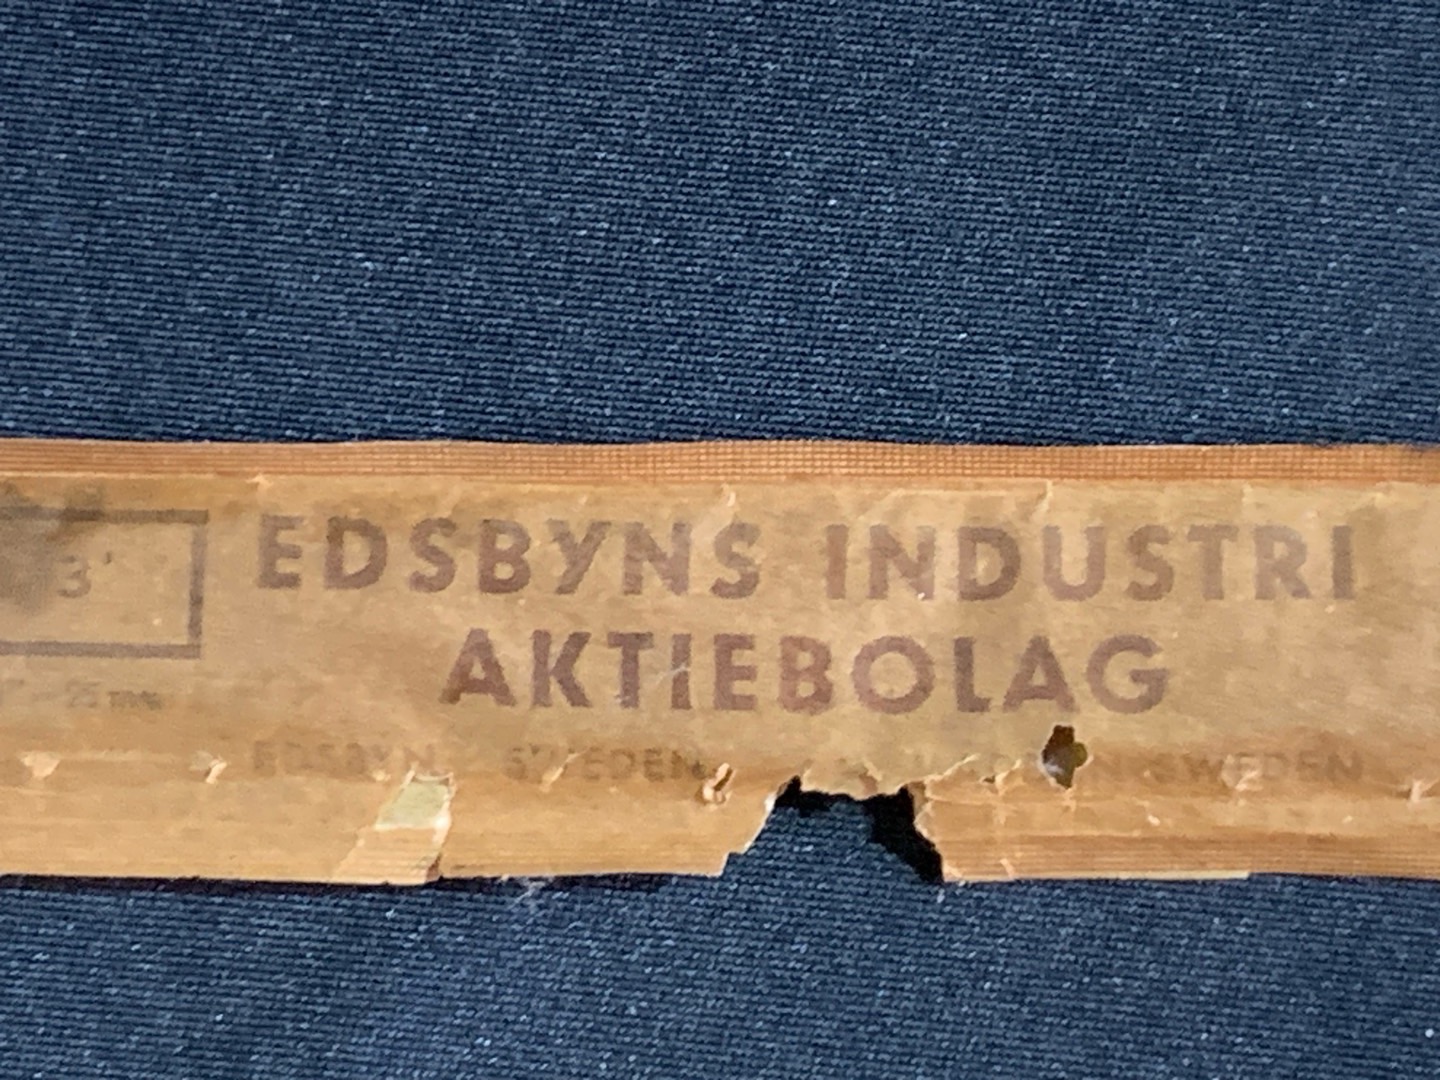 3'
EDSBYNS INDUSTRI
AKTIEBOLAG
25 mm
EDSBYN SWEDEN SWEDEN